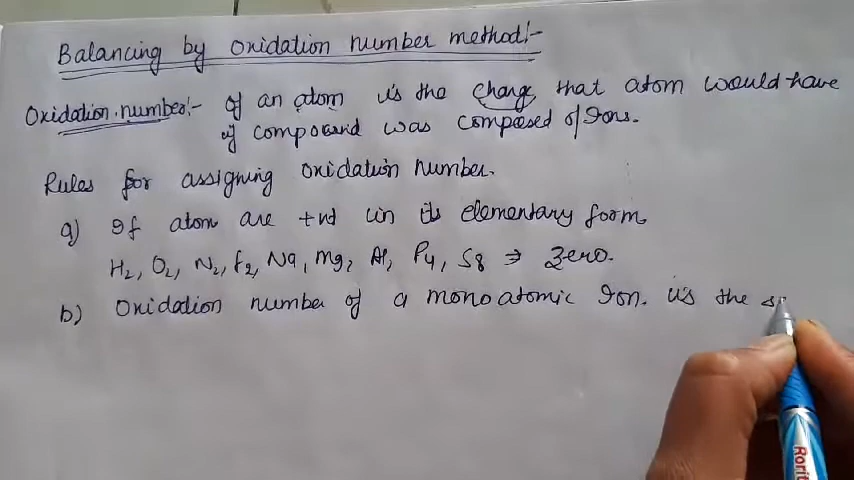 Balancing by Oxidation number method:-
Oxidation number:- Of an atom is the charge that atom would have
if compound was composed of Ions.
Rules for assigning oxidation number.
a) If atom are in its elementary form
H2, O2, N2, F2, Na, Mg, Al, P4, S8 ⇒ Zero.
b) Oxidation number of a monoatomic Ion. is the
Rorit